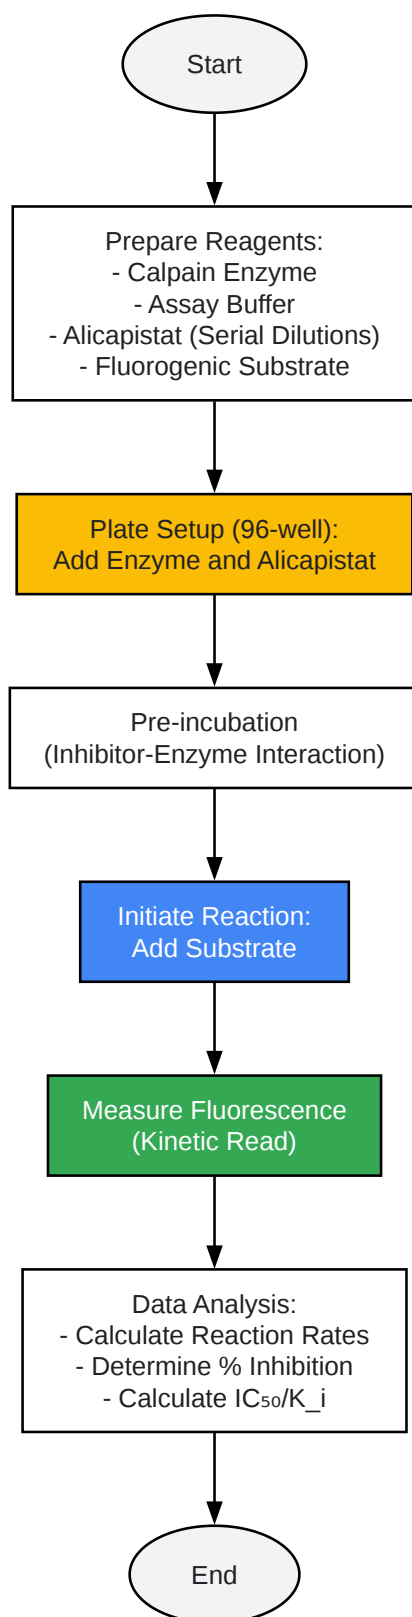 Start
Prepare Reagents:
- Calpain Enzyme
- Assay Buffer
- Alicapistat (Serial Dilutions)
- Fluorogenic Substrate
Plate Setup (96-well):
Add Enzyme and Alicapistat
Pre-incubation
(Inhibitor-Enzyme Interaction)
Initiate Reaction:
Add Substrate
Measure Fluorescence
(Kinetic Read)
Data Analysis:
- Calculate Reaction Rates
- Determine % Inhibition
- Calculate IC₅₀/K_i
End